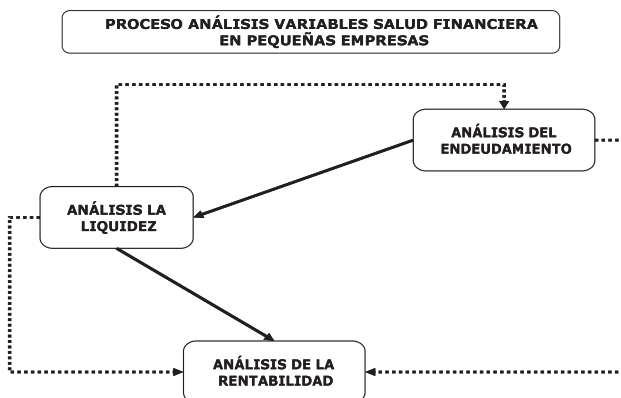 PROCESO ANÁLISIS VARIABLES SALUD FINANCIERA
EN PEQUEÑAS EMPRESAS
ANÁLISIS DEL
ENDEUDAMIENTO
ANÁLISIS LA
LIQUIDEZ
ANÁLISIS DE LA
RENTABILIDAD